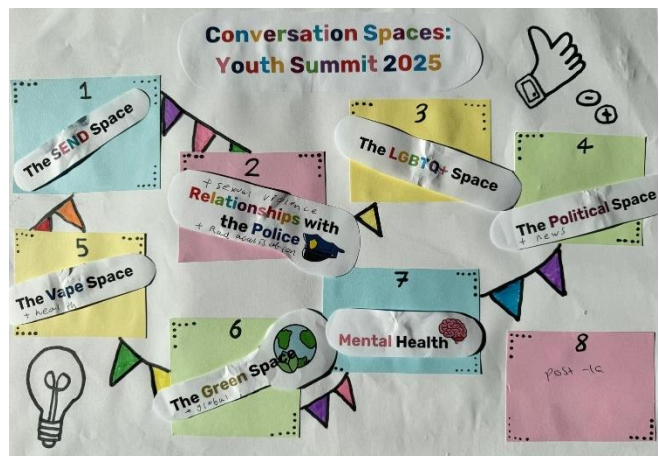 Conversation Spaces:
Youth Summit 2025
1
The SEND Space
2
+ sexual violence
Relationships with
the Police
+ Rad
3
The LGBTQ+ Space
4
The Political Space
+ news
5
The Vape Space
+ health
6
The Green Space
+ global
7
Mental Health
8
post -